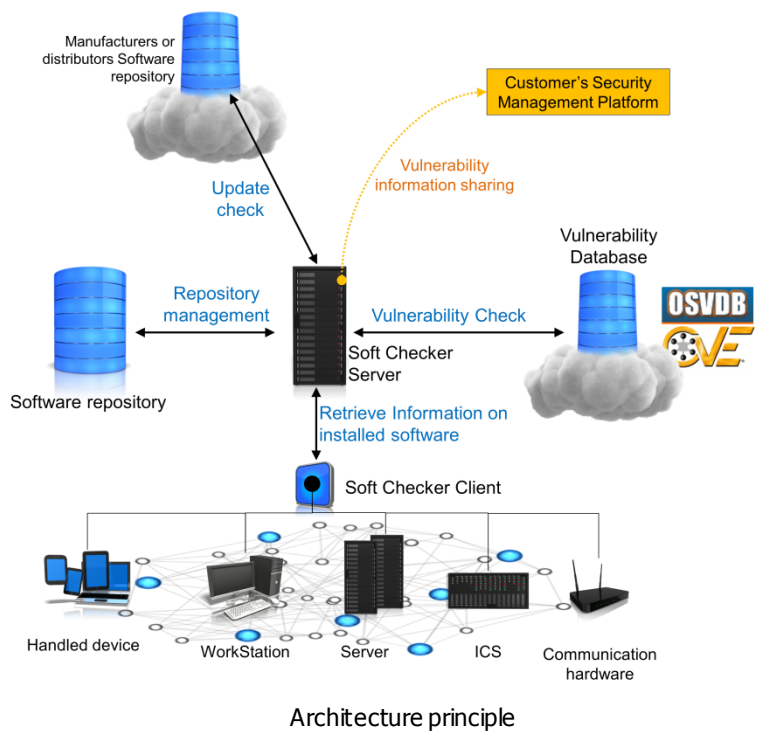 Manufacturers or
distributors Software
repository
Customer's Security
Management Platform
Vulnerability
information sharing
Update
check
Vulnerability
Database
OSVDB
CVE
Repository
management
Vulnerability Check
Soft Checker
Server
Software repository
Retrieve Information on
installed software
Soft Checker Client
Handled device
WorkStation
Server
ICS
Communication
hardware
Architecture principle